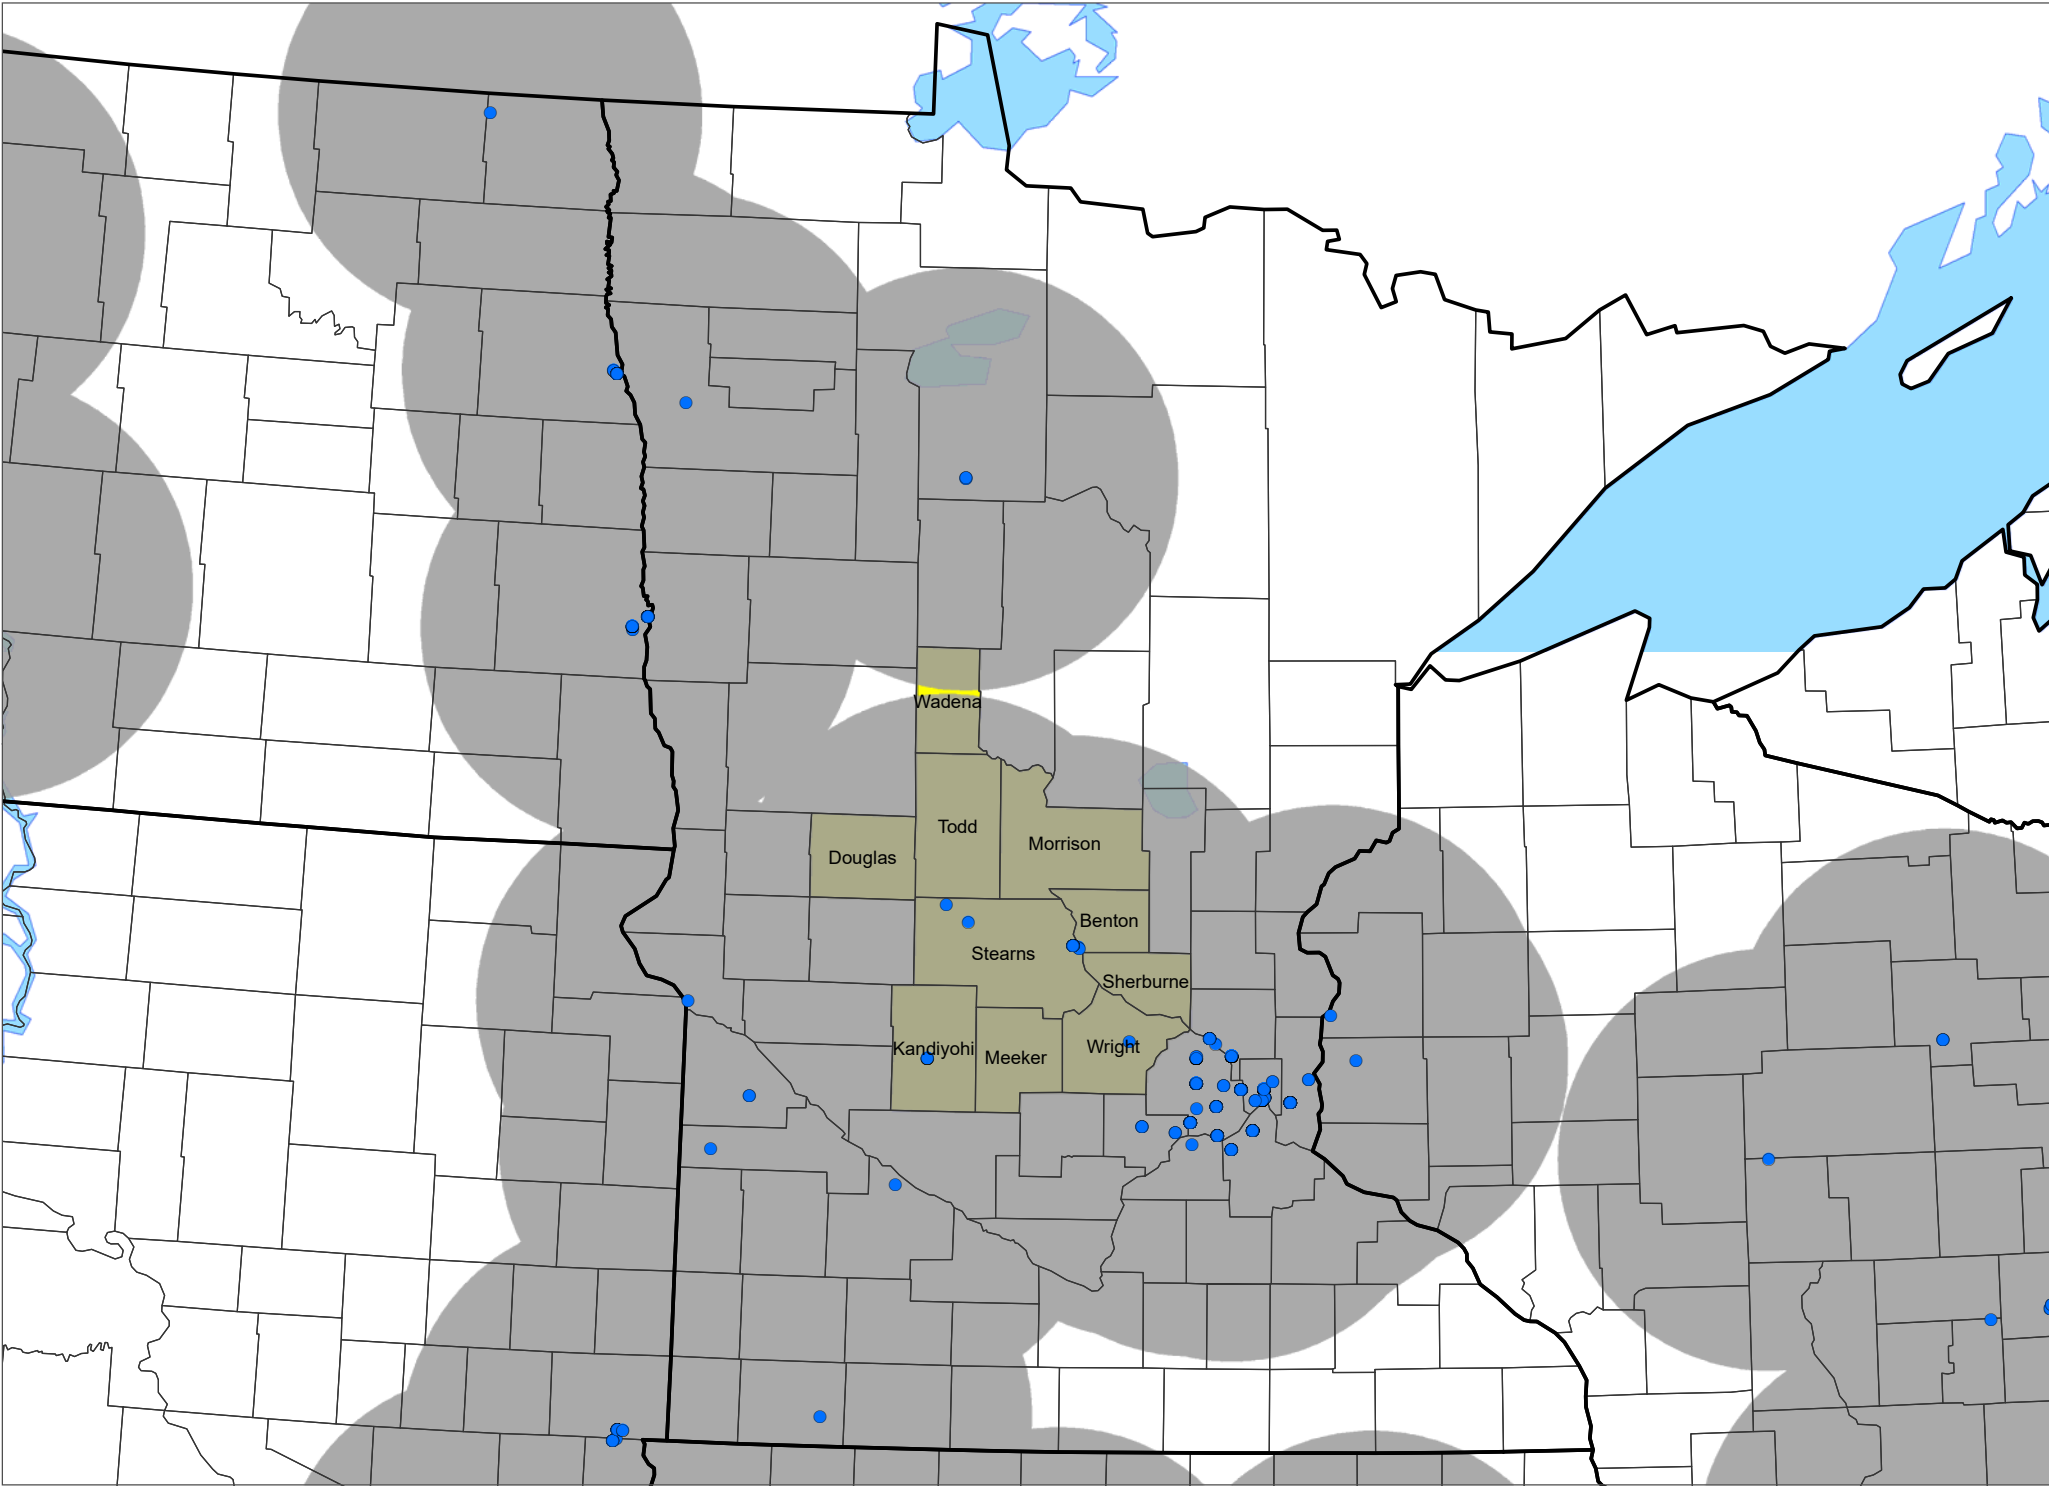 Wadena
Todd
Morrison
Douglas
Benton
Stearns
Sherburne
Kandiyohi
Meeker
Wright